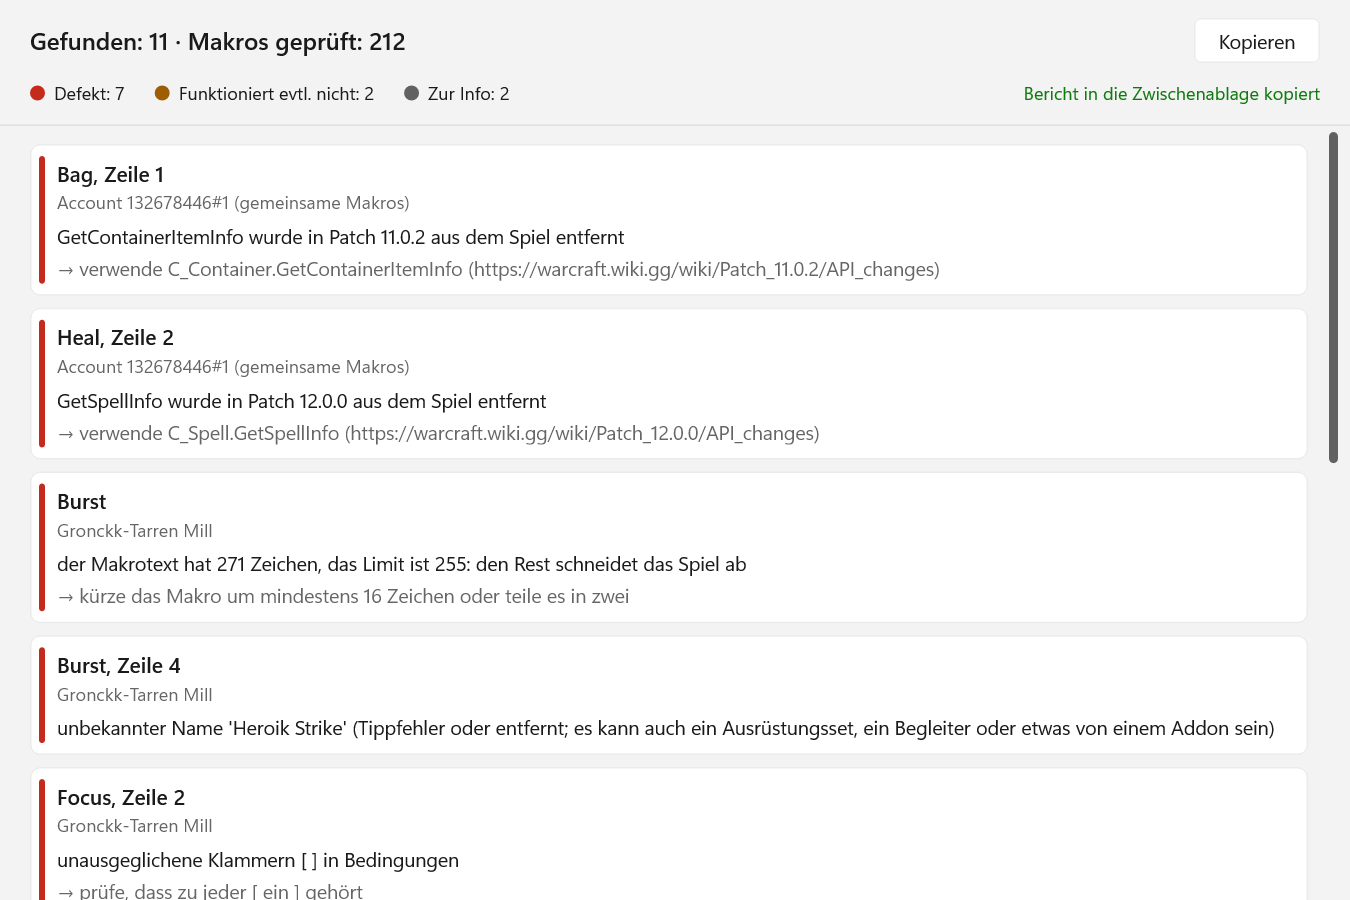 Gefunden: 11 · Makros geprüft: 212
Kopieren
Defekt: 7
Funktioniert evtl. nicht: 2
Zur Info: 2
Bericht in die Zwischenablage kopiert
Bag, Zeile 1
Account 132678446#1 (gemeinsame Makros)
GetContainerItemInfo wurde in Patch 11.0.2 aus dem Spiel entfernt
→ verwende C_Container.GetContainerItemInfo (https://warcraft.wiki.gg/wiki/Patch_11.0.2/API_changes)
Heal, Zeile 2
Account 132678446#1 (gemeinsame Makros)
GetSpellInfo wurde in Patch 12.0.0 aus dem Spiel entfernt
→ verwende C_Spell.GetSpellInfo (https://warcraft.wiki.gg/wiki/Patch_12.0.0/API_changes)
Burst
Gronckk-Tarren Mill
der Makrotext hat 271 Zeichen, das Limit ist 255: den Rest schneidet das Spiel ab
→ kürze das Makro um mindestens 16 Zeichen oder teile es in zwei
Burst, Zeile 4
Gronckk-Tarren Mill
unbekannter Name 'Heroik Strike' (Tippfehler oder entfernt; es kann auch ein Ausrüstungsset, ein Begleiter oder etwas von einem Addon sein)
Focus, Zeile 2
Gronckk-Tarren Mill
unausgeglichene Klammern [ ] in Bedingungen
→ prüfe, dass zu jeder [ ein ] gehört